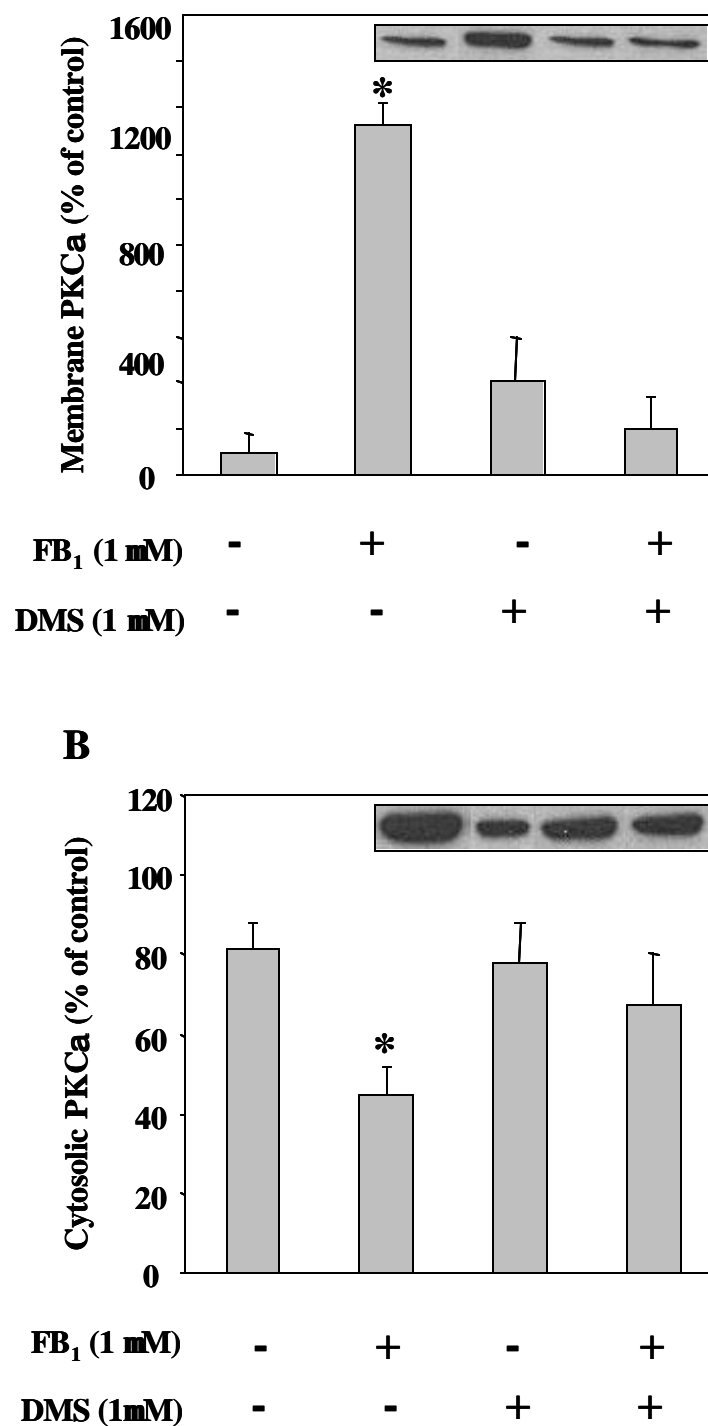 1600
1200
800
400
0
Membrane PKCa (% of control)
*
FB1 (1 mM) - + - +
DMS (1 mM) - - + +
B
120
100
80
60
40
20
0
Cytosolic PKCa (% of control)
*
FB1 (1 mM) - + - +
DMS (1mM) - - + +